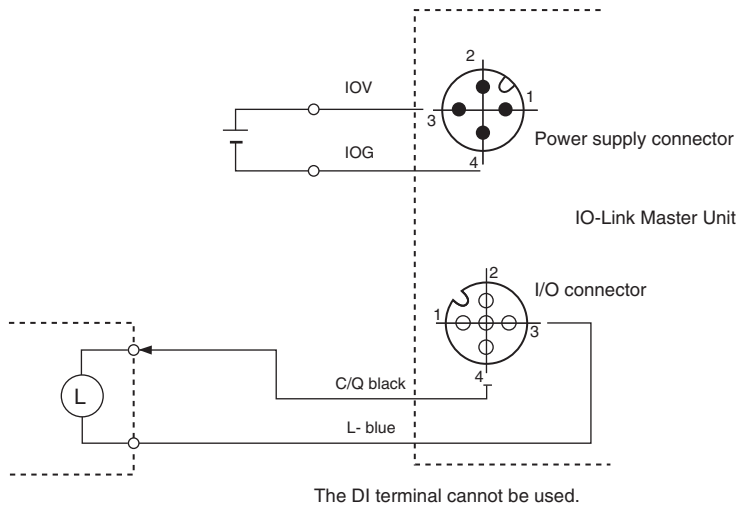 2
IOV
1
3
Power supply connector
IOG
4
IO-Link Master Unit
2
I/O connector
1
3
4
C/Q black
L
L- blue
The DI terminal cannot be used.